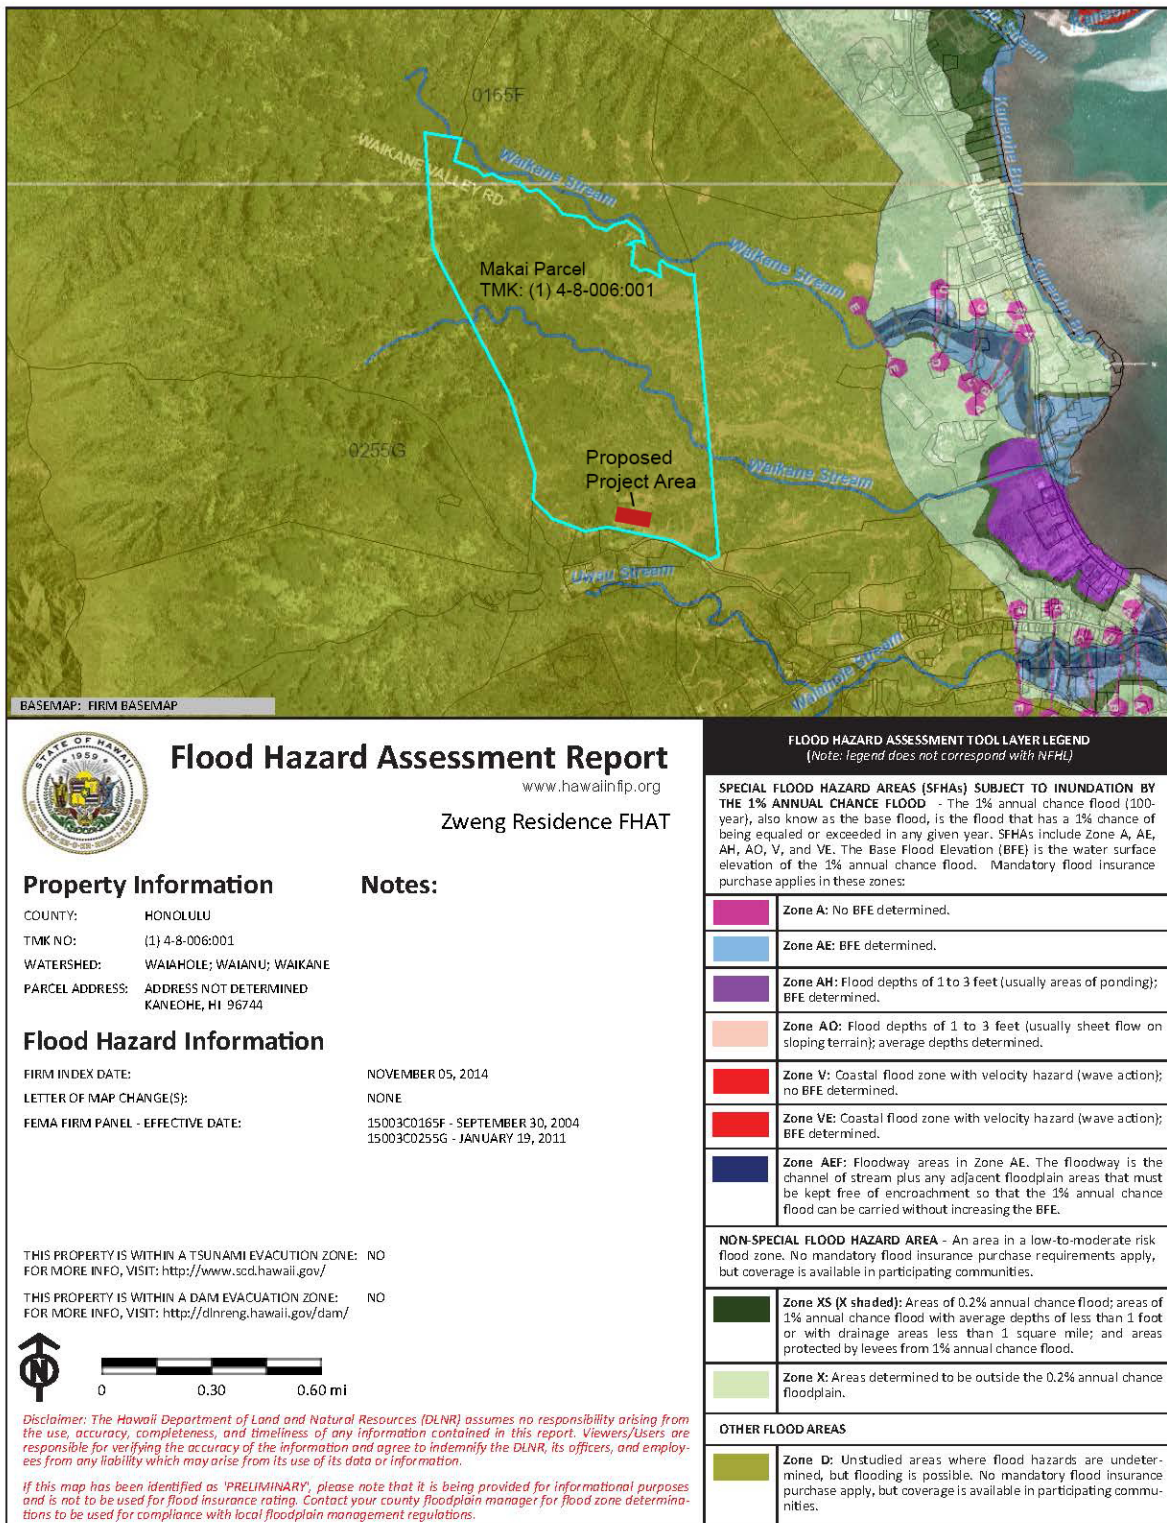 0165F
WAIKANE VALLEY RD
Waikane Stream
Waikane Stream
Makai Parcel
TMK: (1) 4-8-006:001
0255G
Proposed
Project Area
Waikane Stream
Uwau Stream
Waiahole Stream
Kaneohe Bay
BASEMAP: FIRM BASEMAP
STATE OF HAWAII
1959
Flood Hazard Assessment Report
www.hawaiinfip.org
Zweng Residence FHAT
Property Information
Notes:
COUNTY: HONOLULU
TMK NO: (1) 4-8-006:001
WATERSHED: WAIAHOLE; WAIANU; WAIKANE
PARCEL ADDRESS: ADDRESS NOT DETERMINED
KANEOHE, HI 96744
Flood Hazard Information
FIRM INDEX DATE: NOVEMBER 05, 2014
LETTER OF MAP CHANGE(S): NONE
FEMA FIRM PANEL - EFFECTIVE DATE: 15003C0165F - SEPTEMBER 30, 2004
15003C0255G - JANUARY 19, 2011
THIS PROPERTY IS WITHIN A TSUNAMI EVACUTION ZONE: NO
FOR MORE INFO, VISIT: http://www.scd.hawaii.gov/
THIS PROPERTY IS WITHIN A DAM EVACUATION ZONE: NO
FOR MORE INFO, VISIT: http://dlnreng.hawaii.gov/dam/
N
0 0.30 0.60 mi
Disclaimer: The Hawaii Department of Land and Natural Resources (DLNR) assumes no responsibility arising from
the use, accuracy, completeness, and timeliness of any information contained in this report. Viewers/Users are
responsible for verifying the accuracy of the information and agree to indemnify the DLNR, its officers, and employ-
ees from any liability which may arise from its use of its data or information.
If this map has been identified as 'PRELIMINARY', please note that it is being provided for informational purposes
and is not to be used for flood insurance rating. Contact your county floodplain manager for flood zone determina-
tions to be used for compliance with local floodplain management regulations.
FLOOD HAZARD ASSESSMENT TOOL LAYER LEGEND
(Note: legend does not correspond with NFHL)
SPECIAL FLOOD HAZARD AREAS (SFHAs) SUBJECT TO INUNDATION BY
THE 1% ANNUAL CHANCE FLOOD - The 1% annual chance flood (100-
year), also know as the base flood, is the flood that has a 1% chance of
being equaled or exceeded in any given year. SFHAs include Zone A, AE,
AH, AO, V, and VE. The Base Flood Elevation (BFE) is the water surface
elevation of the 1% annual chance flood. Mandatory flood insurance
purchase applies in these zones:
Zone A: No BFE determined.
Zone AE: BFE determined.
Zone AH: Flood depths of 1 to 3 feet (usually areas of ponding);
BFE determined.
Zone AO: Flood depths of 1 to 3 feet (usually sheet flow on
sloping terrain); average depths determined.
Zone V: Coastal flood zone with velocity hazard (wave action);
no BFE determined.
Zone VE: Coastal flood zone with velocity hazard (wave action);
BFE determined.
Zone AEF: Floodway areas in Zone AE. The floodway is the
channel of stream plus any adjacent floodplain areas that must
be kept free of encroachment so that the 1% annual chance
flood can be carried without increasing the BFE.
NON-SPECIAL FLOOD HAZARD AREA - An area in a low-to-moderate risk
flood zone. No mandatory flood insurance purchase requirements apply,
but coverage is available in participating communities.
Zone XS (X shaded): Areas of 0.2% annual chance flood; areas of
1% annual chance flood with average depths of less than 1 foot
or with drainage areas less than 1 square mile; and areas
protected by levees from 1% annual chance flood.
Zone X: Areas determined to be outside the 0.2% annual chance
floodplain.
OTHER FLOOD AREAS
Zone D: Unstudied areas where flood hazards are undeter-
mined, but flooding is possible. No mandatory flood insurance
purchase apply, but coverage is available in participating commu-
nities.